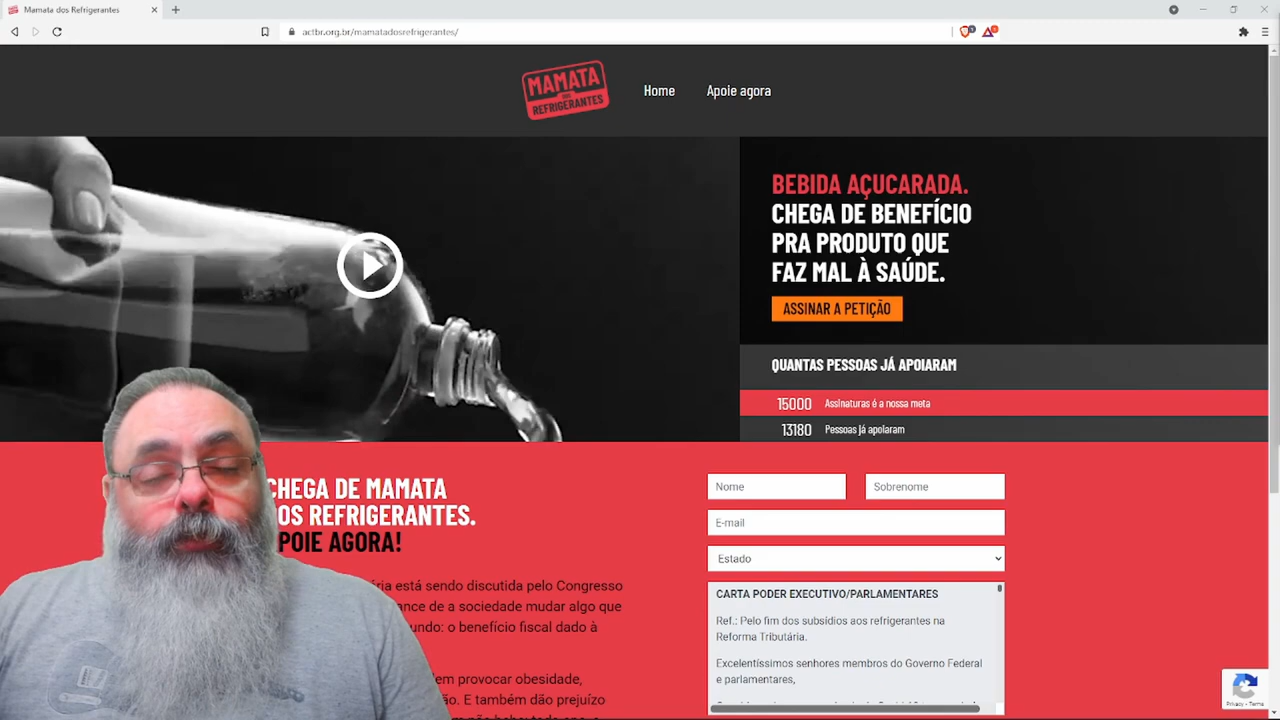 Mamata dos Refrigerantes
actbr.org.br/mamatadosrefrigerantes/
MAMATA
DOS
REFRIGERANTES
Home
Apoie agora
BEBIDA AÇUCARADA.
CHEGA DE BENEFÍCIO
PRA PRODUTO QUE
FAZ MAL À SAÚDE.
ASSINAR A PETIÇÃO
QUANTAS PESSOAS JÁ APOIARAM
15000 Assinaturas é a nossa meta
13180 Pessoas já apoiaram
CHEGA DE MAMATA
OS REFRIGERANTES.
POIE AGORA!
ria está sendo discutida pelo Congresso
ance de a sociedade mudar algo que
undo: o benefício fiscal dado à
em provocar obesidade,
ão. E também dão prejuízo
Nome
Sobrenome
E-mail
Estado
CARTA PODER EXECUTIVO/PARLAMENTARES
Ref.: Pelo fim dos subsídios aos refrigerantes na
Reforma Tributária.
Excelentíssimos senhores membros do Governo Federal
e parlamentares,
Privacy - Terms